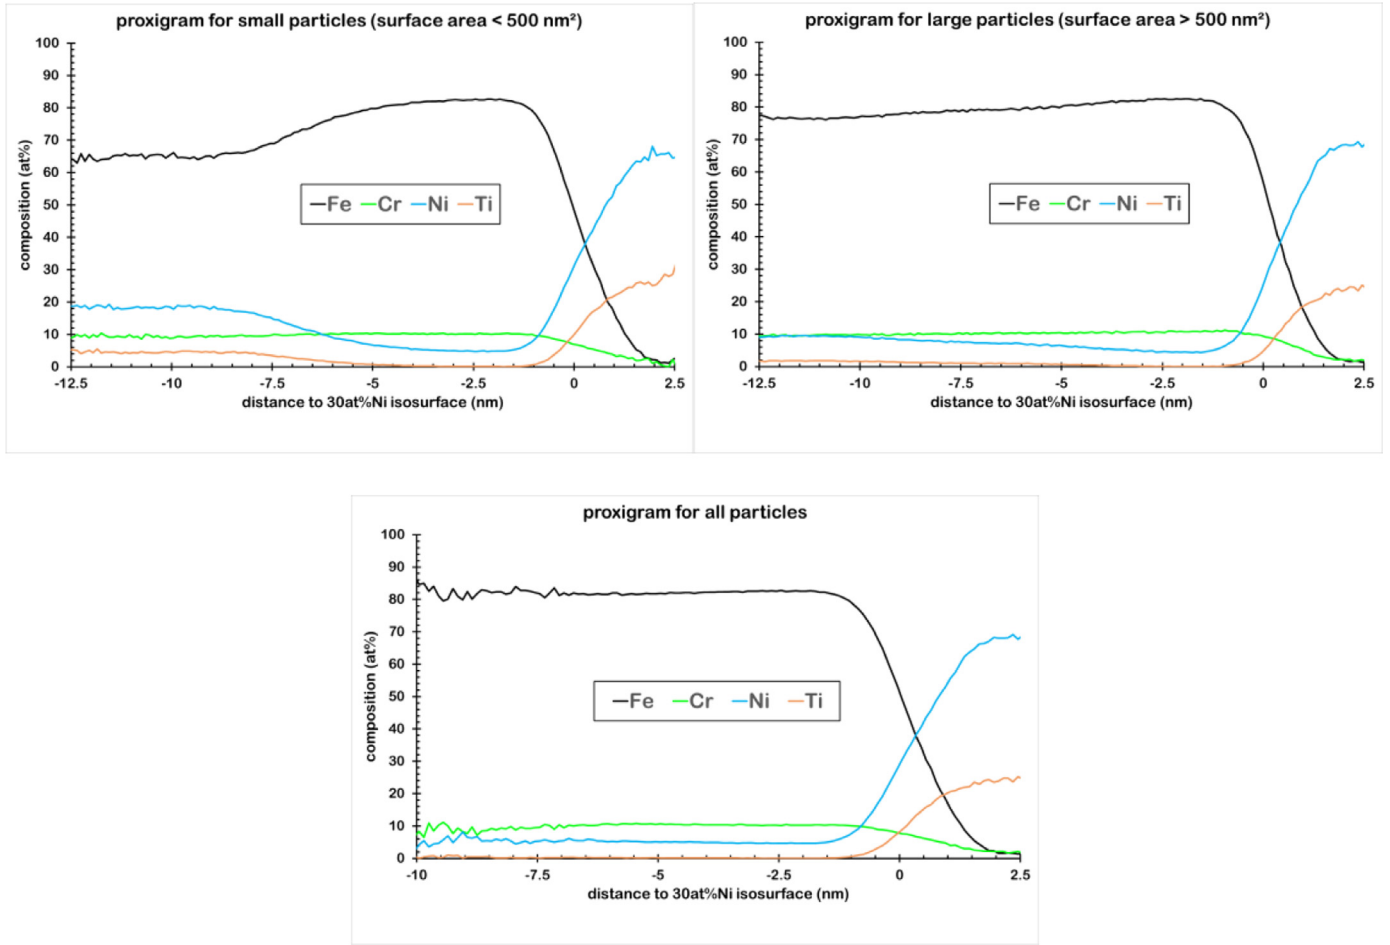 proxigram for small particles (surface area < 500 nm²)
100
90
80
70
60
50
40
30
20
10
0
composition (at%)
Fe Cr Ni Ti
-12.5 -10 -7.5 -5 -2.5 0 2.5
distance to 30at%Ni isosurface (nm)
proxigram for large particles (surface area > 500 nm²)
100
90
80
70
60
50
40
30
20
10
0
composition (at%)
Fe Cr Ni Ti
-12.5 -10 -7.5 -5 -2.5 0 2.5
distance to 30at%Ni isosurface (nm)
proxigram for all particles
100
90
80
70
60
50
40
30
20
10
0
composition (at%)
Fe Cr Ni Ti
-10 -7.5 -5 -2.5 0 2.5
distance to 30at%Ni isosurface (nm)